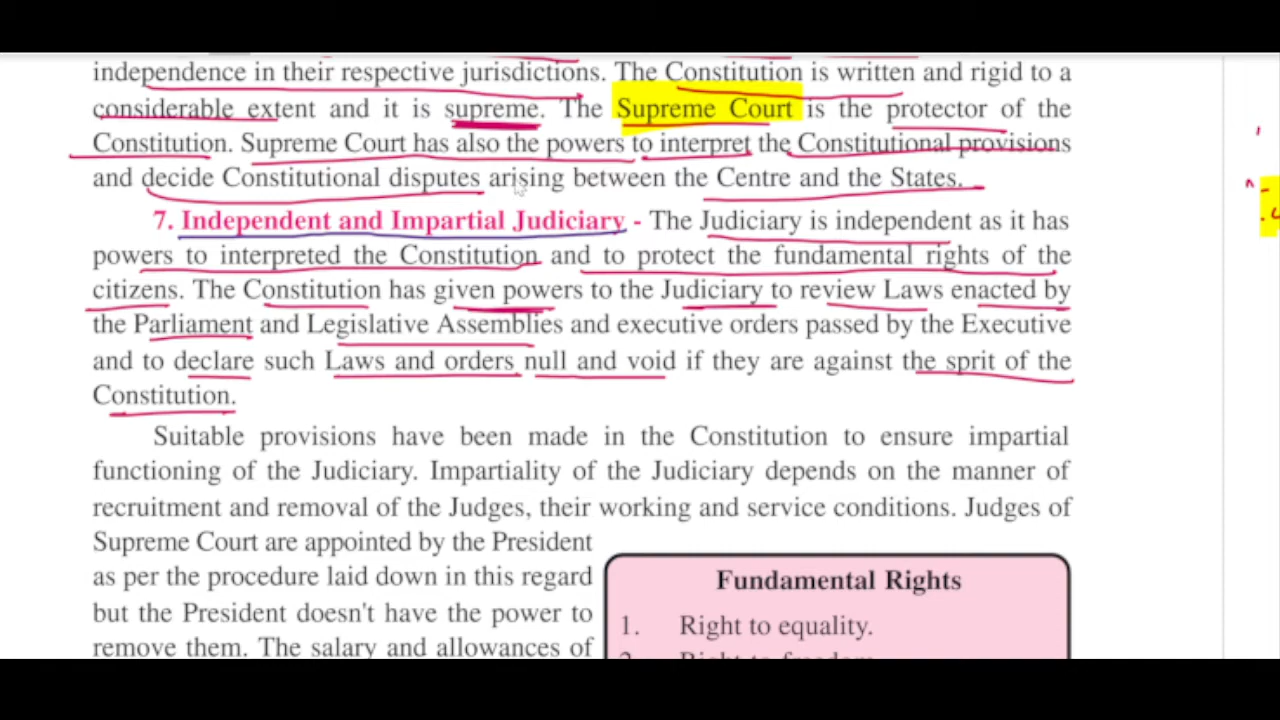 independence in their respective jurisdictions. The Constitution is written and rigid to a
considerable extent and it is supreme. The Supreme Court is the protector of the
Constitution. Supreme Court has also the powers to interpret the Constitutional provisions
and decide Constitutional disputes arising between the Centre and the States.
7. Independent and Impartial Judiciary - The Judiciary is independent as it has
powers to interpreted the Constitution and to protect the fundamental rights of the
citizens. The Constitution has given powers to the Judiciary to review Laws enacted by
the Parliament and Legislative Assemblies and executive orders passed by the Executive
and to declare such Laws and orders null and void if they are against the sprit of the
Constitution.
Suitable provisions have been made in the Constitution to ensure impartial
functioning of the Judiciary. Impartiality of the Judiciary depends on the manner of
recruitment and removal of the Judges, their working and service conditions. Judges of
Supreme Court are appointed by the President
as per the procedure laid down in this regard
but the President doesn't have the power to
remove them. The salary and allowances of
Fundamental Rights
1. Right to equality.
2. Right to freedom